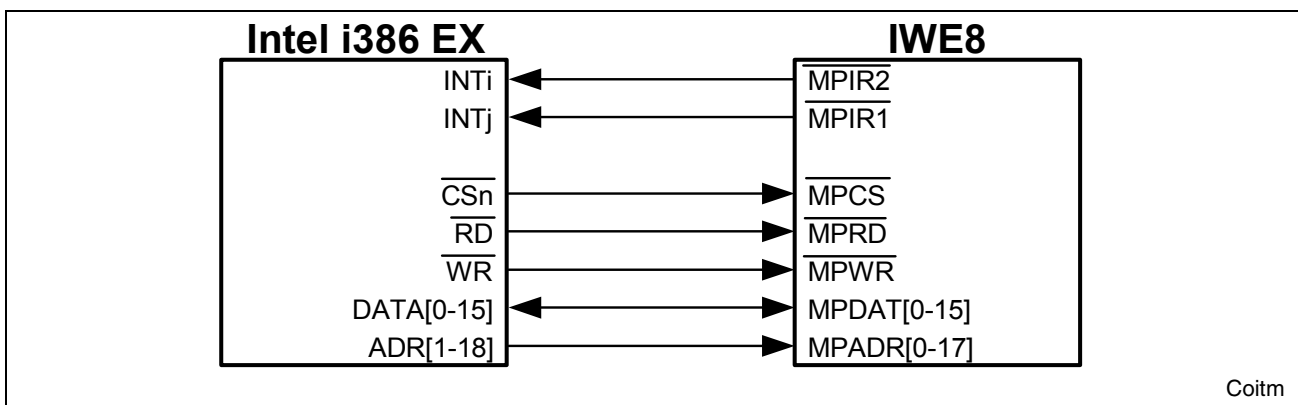 Intel i386 EX IWE8
INTi MPIR2
INTj MPIR1
CSn MPCS
RD MPRD
WR MPWR
DATA[0-15] MPDAT[0-15]
ADR[1-18] MPADR[0-17]
Coitm